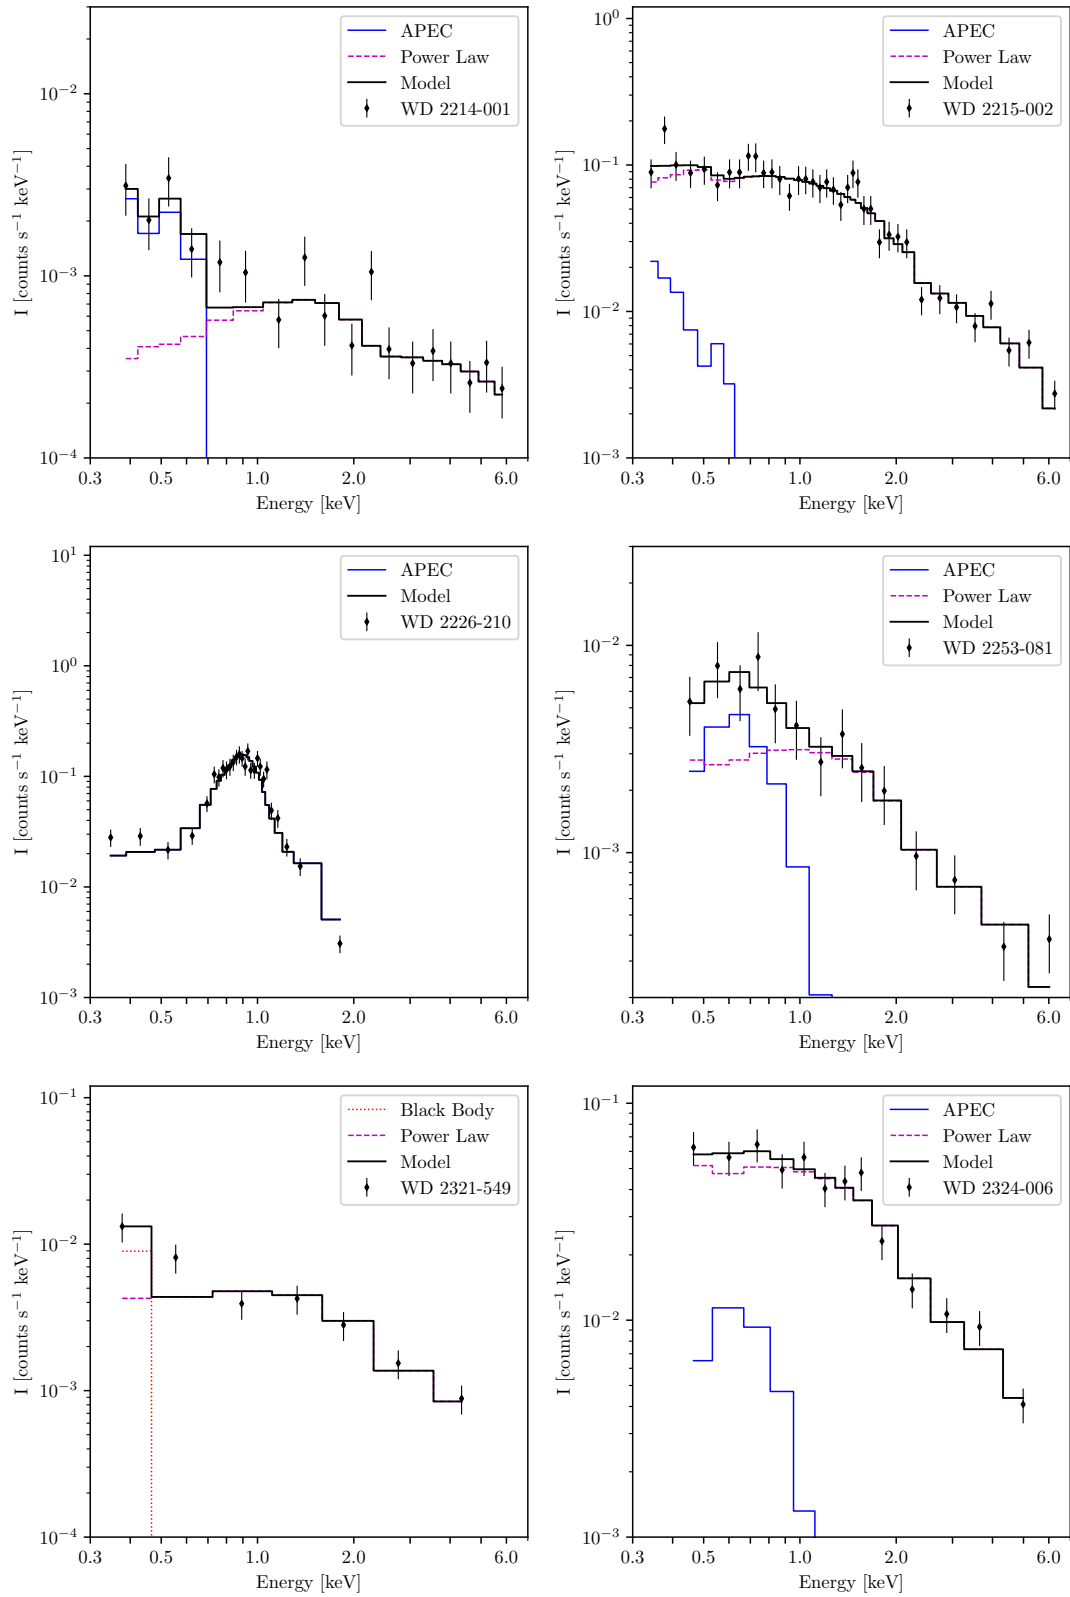 APEC
Power Law
Model
WD 2214-001
I [counts s⁻¹ keV⁻¹]
10⁻²
10⁻³
10⁻⁴
0.3 0.5 1.0 2.0 6.0
Energy [keV]
APEC
Power Law
Model
WD 2215-002
I [counts s⁻¹ keV⁻¹]
10⁰
10⁻¹
10⁻²
10⁻³
0.3 0.5 1.0 2.0 6.0
Energy [keV]
APEC
Model
WD 2226-210
I [counts s⁻¹ keV⁻¹]
10¹
10⁰
10⁻¹
10⁻²
10⁻³
0.3 0.5 1.0 2.0 6.0
Energy [keV]
APEC
Power Law
Model
WD 2253-081
I [counts s⁻¹ keV⁻¹]
10⁻²
10⁻³
0.3 0.5 1.0 2.0 6.0
Energy [keV]
Black Body
Power Law
Model
WD 2321-549
I [counts s⁻¹ keV⁻¹]
10⁻¹
10⁻²
10⁻³
10⁻⁴
0.3 0.5 1.0 2.0 6.0
Energy [keV]
APEC
Power Law
Model
WD 2324-006
I [counts s⁻¹ keV⁻¹]
10⁻¹
10⁻²
10⁻³
0.3 0.5 1.0 2.0 6.0
Energy [keV]